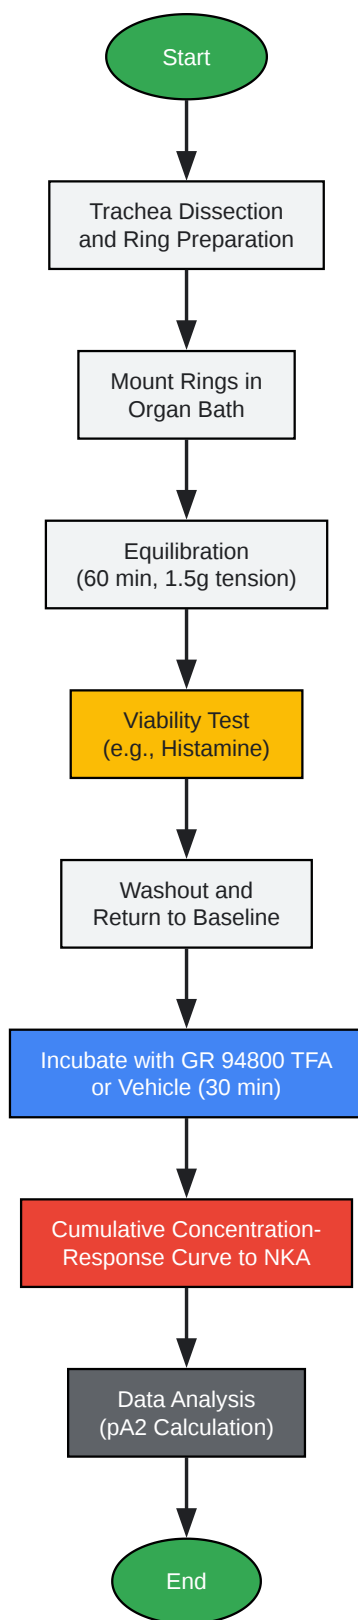 Start
Trachea Dissection
and Ring Preparation
Mount Rings in
Organ Bath
Equilibration
(60 min, 1.5g tension)
Viability Test
(e.g., Histamine)
Washout and
Return to Baseline
Incubate with GR 94800 TFA
or Vehicle (30 min)
Cumulative Concentration-
Response Curve to NKA
Data Analysis
(pA2 Calculation)
End